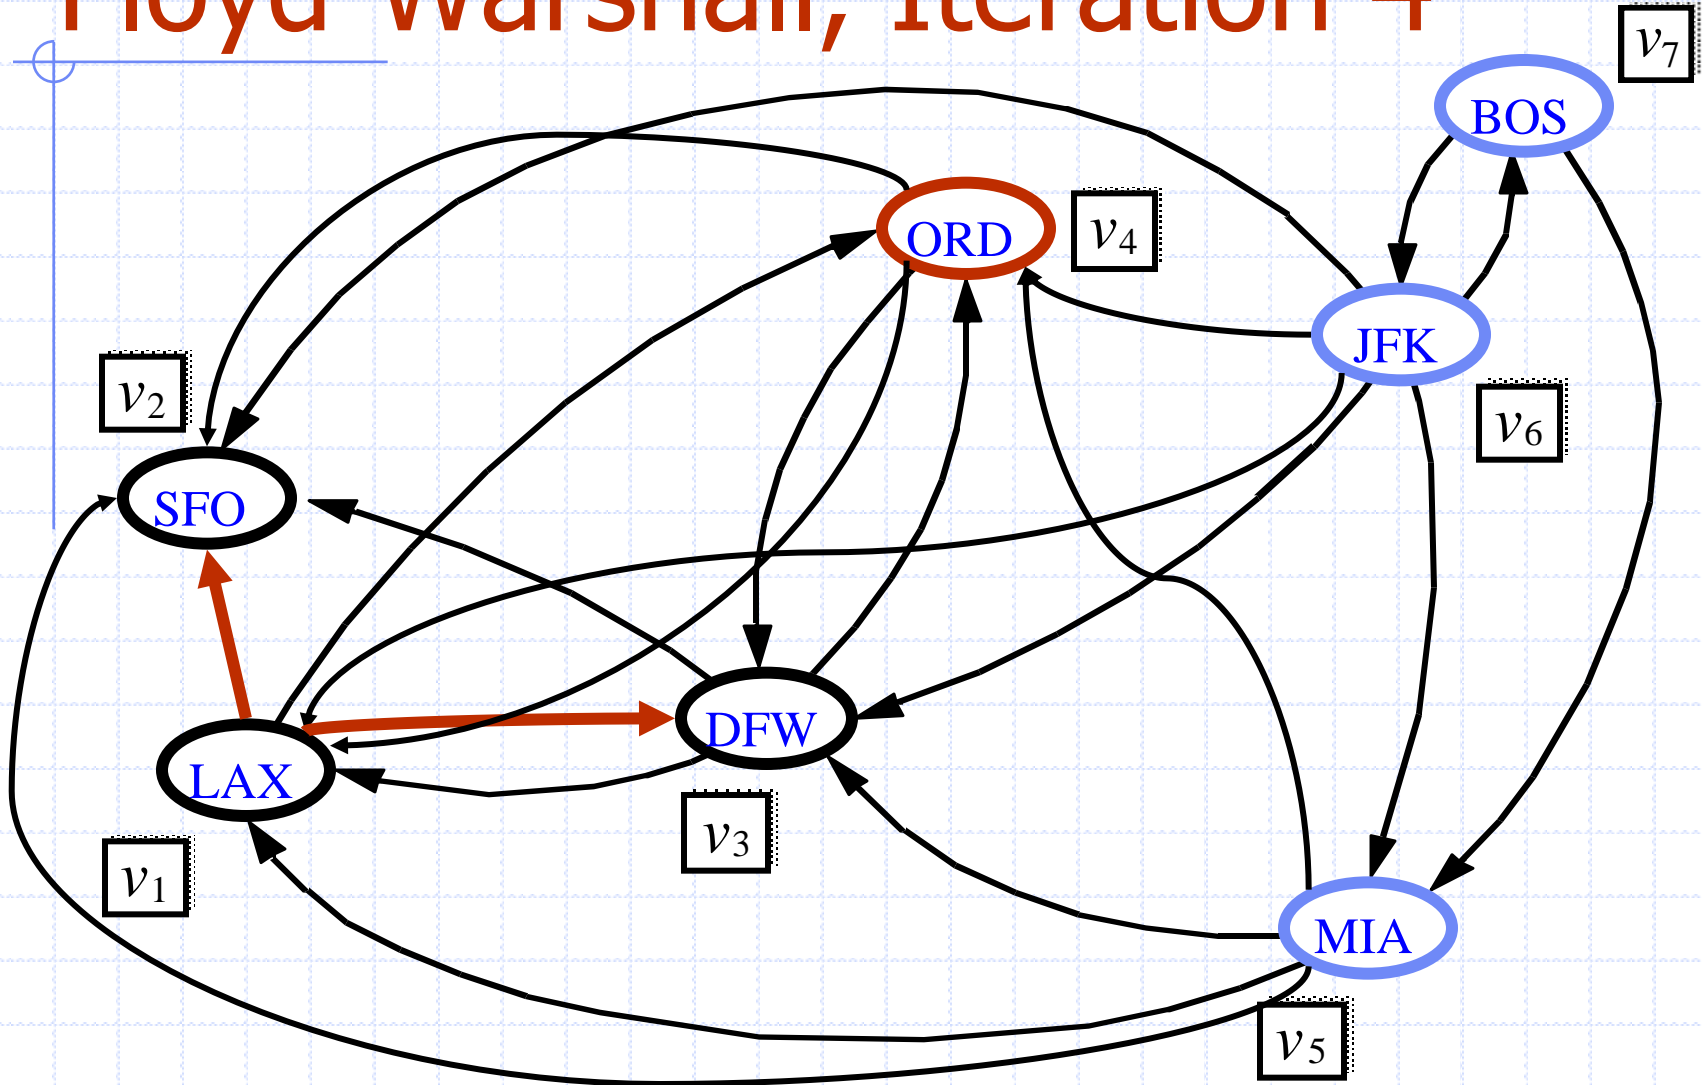 Floyd Warshall, Iteration 4
BOS
v7
ORD
v4
JFK
v6
v2
SFO
LAX
v1
DFW
v3
MIA
v5